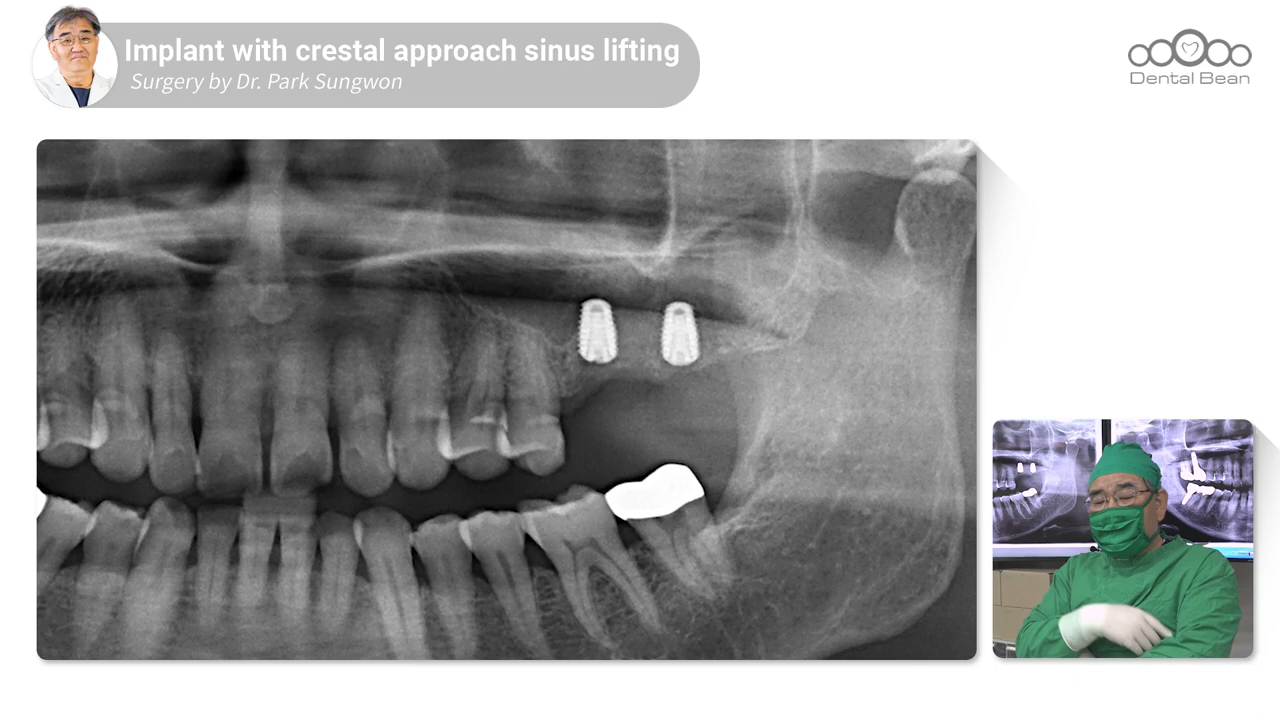 Implant with crestal approach sinus lifting
Surgery by Dr. Park Sungwon
Dental Bean